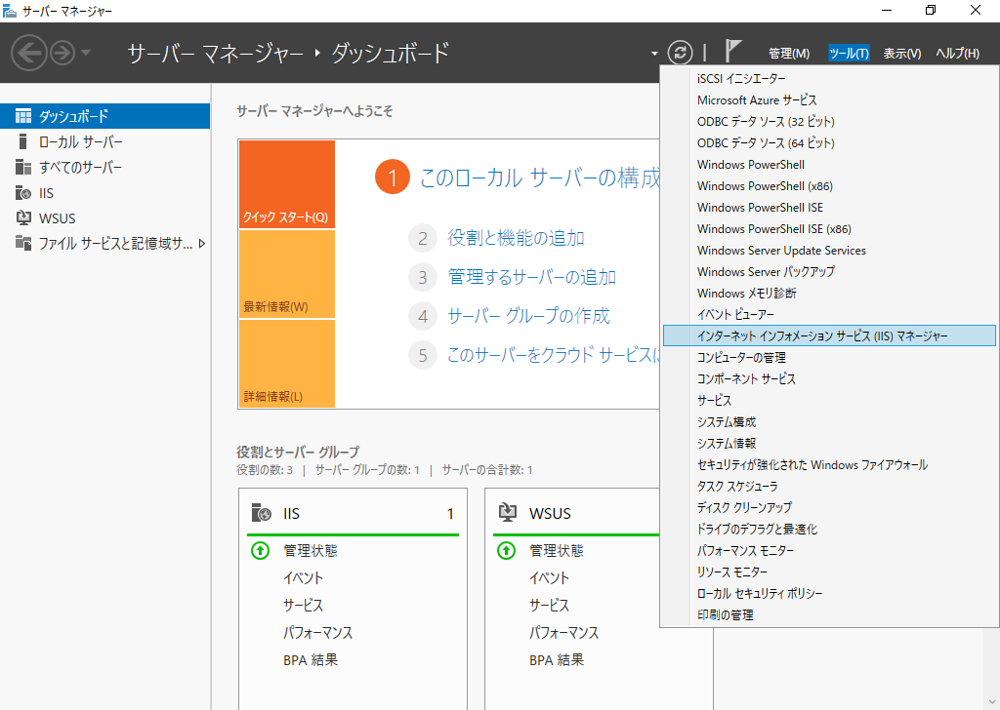 サーバー マネージャー
サーバー マネージャー ‣ ダッシュボード
管理(M) ツール(T) 表示(V) ヘルプ(H)
ダッシュボード
ローカル サーバー
すべてのサーバー
IIS
WSUS
ファイル サービスと記憶域サ...
サーバー マネージャーへようこそ
クイック スタート(Q)
最新情報(W)
詳細情報(L)
1 このローカル サーバーの構成
2 役割と機能の追加
3 管理するサーバーの追加
4 サーバー グループの作成
5 このサーバーをクラウド サービスに
役割とサーバー グループ
役割の数: 3 | サーバー グループの数: 1 | サーバーの合計数: 1
IIS 1
管理状態
イベント
サービス
パフォーマンス
BPA 結果
WSUS
管理状態
イベント
サービス
パフォーマンス
BPA 結果
iSCSI イニシエーター
Microsoft Azure サービス
ODBC データ ソース (32 ビット)
ODBC データ ソース (64 ビット)
Windows PowerShell
Windows PowerShell (x86)
Windows PowerShell ISE
Windows PowerShell ISE (x86)
Windows Server Update Services
Windows Server バックアップ
Windows メモリ診断
イベント ビューアー
インターネット インフォメーション サービス (IIS) マネージャー
コンピューターの管理
コンポーネント サービス
サービス
システム構成
システム情報
セキュリティが強化された Windows ファイアウォール
タスク スケジューラ
ディスク クリーンアップ
ドライブのデフラグと最適化
パフォーマンス モニター
リソース モニター
ローカル セキュリティ ポリシー
印刷の管理